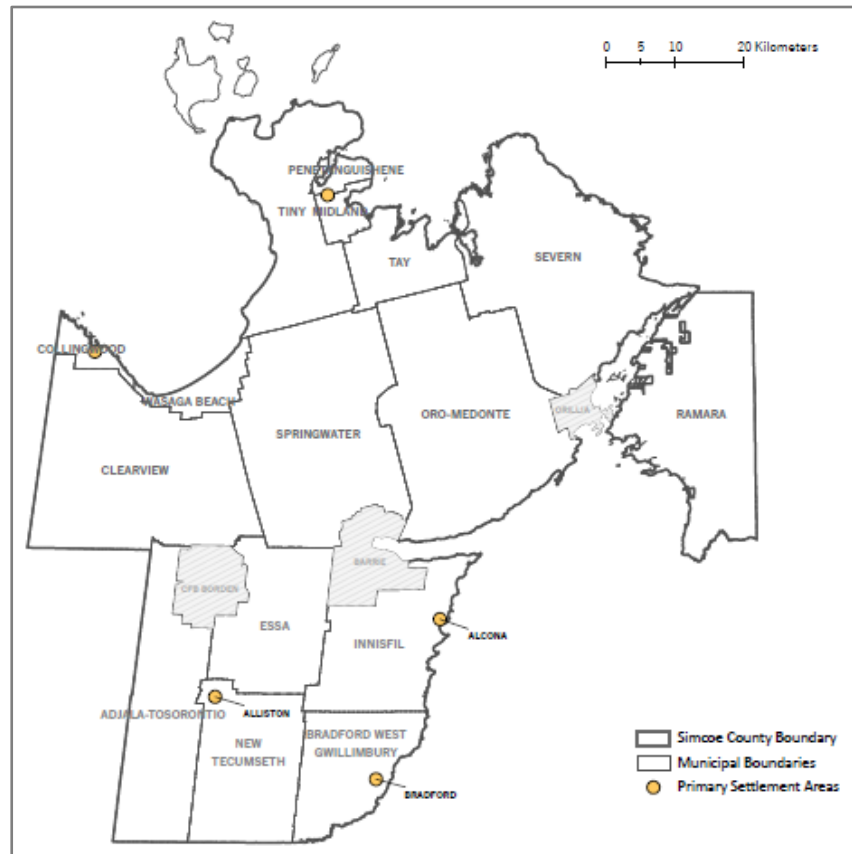 0 5 10 20 Kilometers
PENETANGUISHENE
TINY MIDLAND
TAY
SEVERN
COLLINGWOOD
WASAGA BEACH
ORO-MEDONTE
ORILLIA
RAMARA
SPRINGWATER
CLEARVIEW
BARRIE
CFB BORDEN
ESSA
INNISFIL
ALCONA
ADJALA-TOSORONTIO
ALLISTON
NEW
TECUMSETH
BRADFORD WEST
GWILLIMBURY
BRADFORD
Simcoe County Boundary
Municipal Boundaries
Primary Settlement Areas